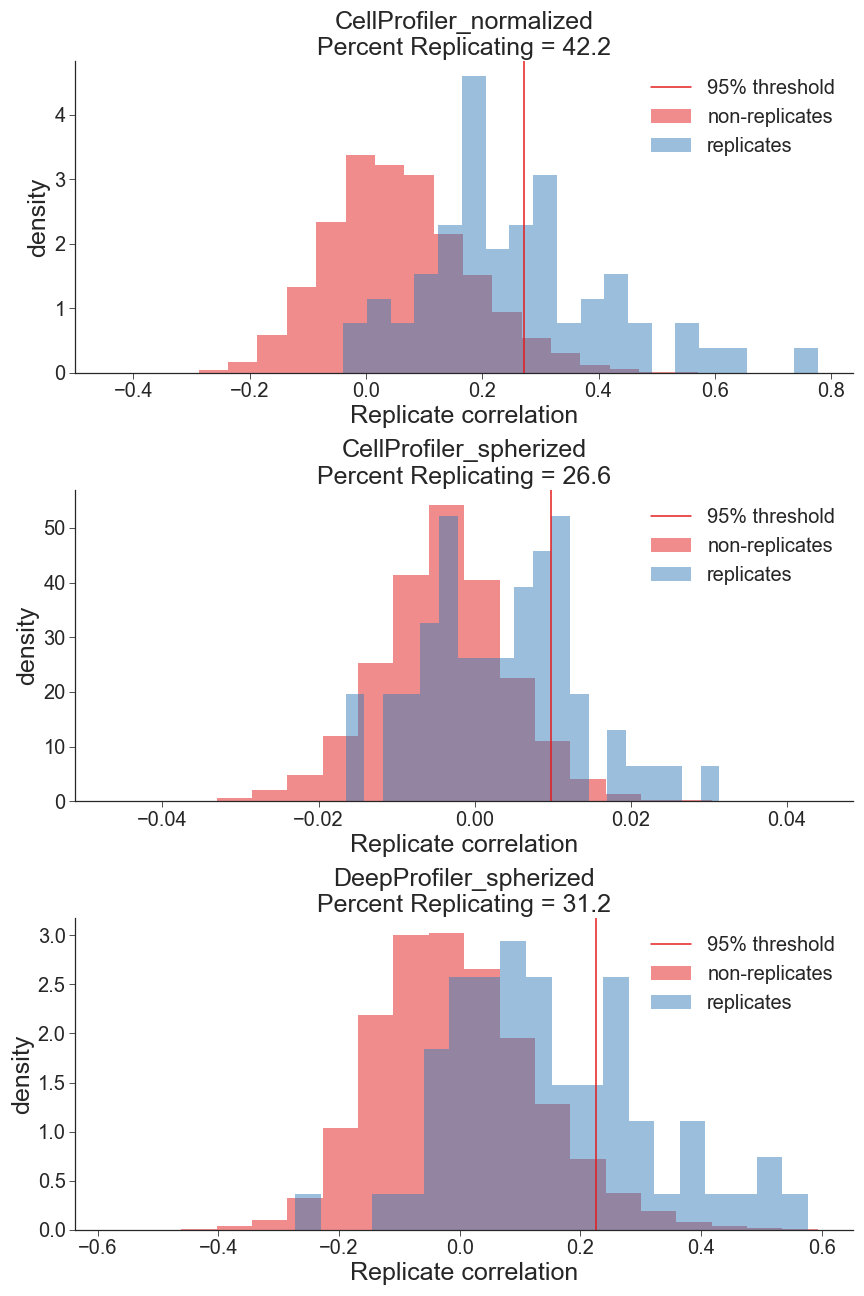 CellProfiler_normalized
Percent Replicating = 42.2
95% threshold
non-replicates
replicates
density
4
3
2
1
0
−0.4 −0.2 0.0 0.2 0.4 0.6 0.8
Replicate correlation
CellProfiler_spherized
Percent Replicating = 26.6
95% threshold
non-replicates
replicates
density
50
40
30
20
10
0
−0.04 −0.02 0.00 0.02 0.04
Replicate correlation
DeepProfiler_spherized
Percent Replicating = 31.2
95% threshold
non-replicates
replicates
density
3.0
2.5
2.0
1.5
1.0
0.5
0.0
−0.6 −0.4 −0.2 0.0 0.2 0.4 0.6
Replicate correlation